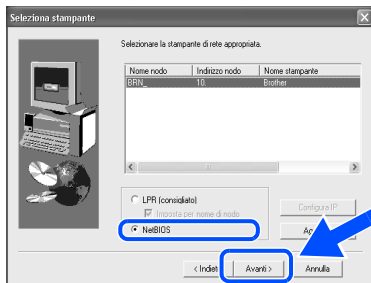 Seleziona stampante
Selezionare la stampante di rete appropriata.
Nome nodo Indirizzo nodo Nome stampante
BRN_ 10. Brother
LPR (consigliato)
Imposta per nome di nodo
NetBIOS
Configura IP
< Indiet
Avanti >
Annulla